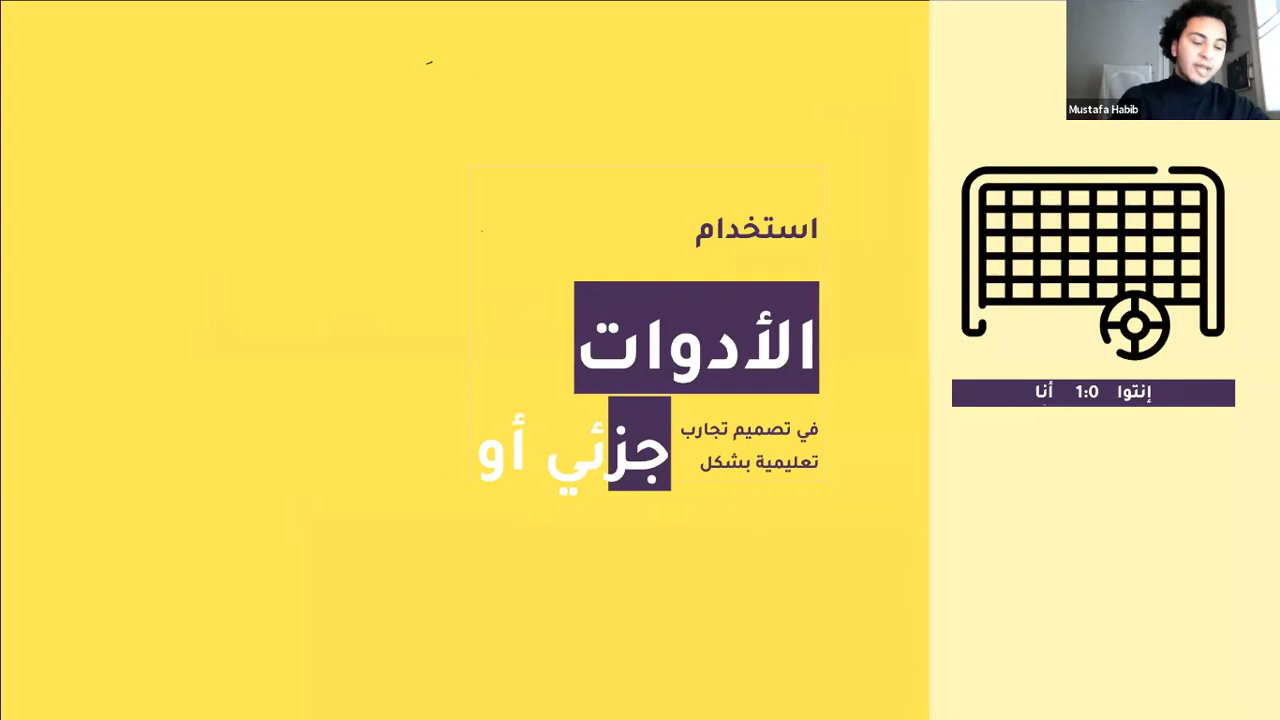 Mustafa Habib
استخدام
الأدوات
في تصميم تجارب
تعليمية بشكل
جزئي أو
إنتوا 1:0 أنا